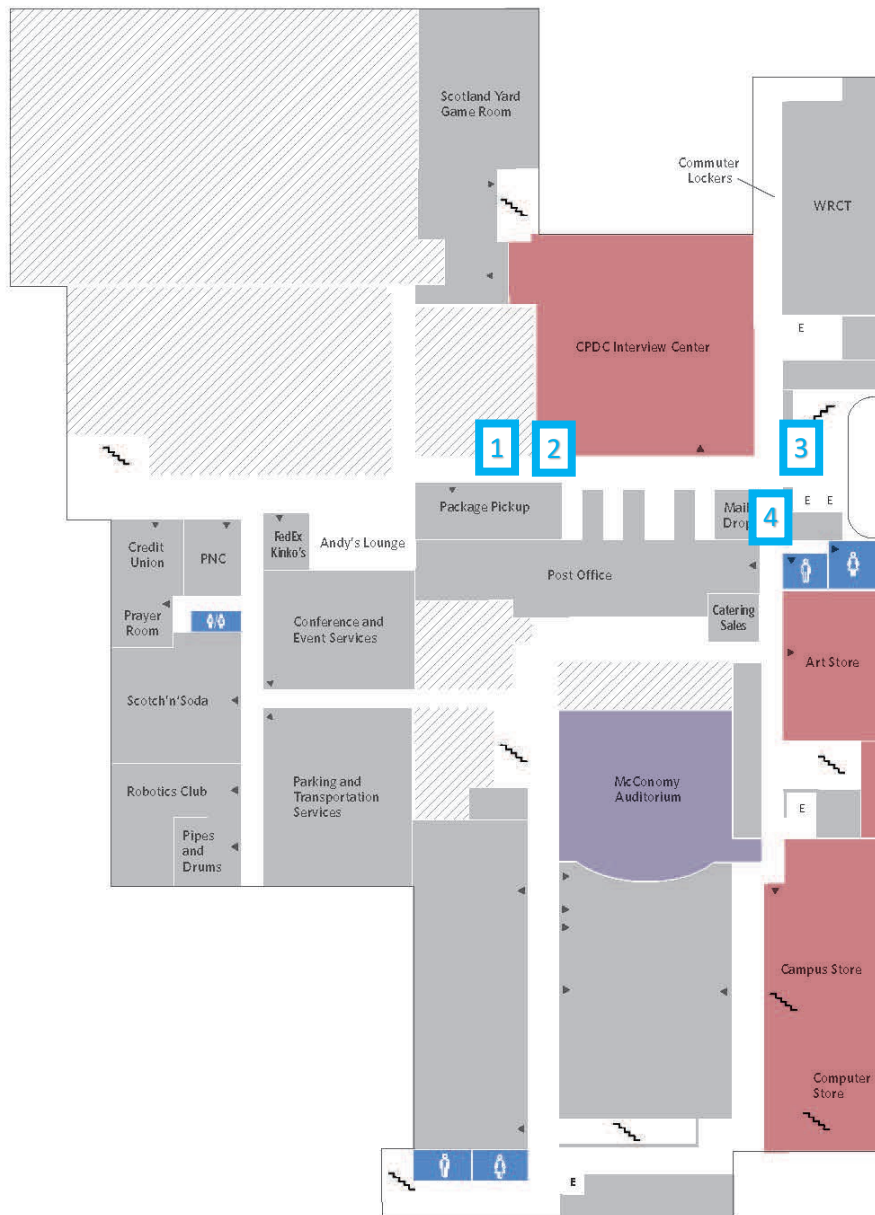 Scotland Yard
Game Room
Commuter
Lockers
WRCT
E
CPDC Interview Center
1
2
3
Package Pickup
Mail
Drop
4
E
E
Credit
Union
PNC
FedEx
Kinko's
Andy's Lounge
Post Office
Prayer
Room
Conference and
Event Services
Catering
Sales
Art Store
Scotch'n'Soda
Robotics Club
Parking and
Transportation
Services
McConomy
Auditorium
E
Pipes
and
Drums
Campus Store
Computer
Store
E